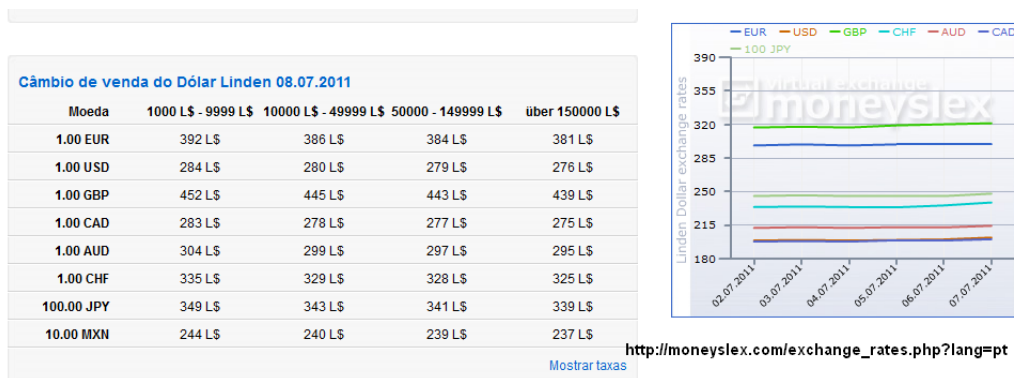 Câmbio de venda do Dólar Linden 08.07.2011
Moeda 1000 L$ - 9999 L$ 10000 L$ - 49999 L$ 50000 - 149999 L$ über 150000 L$
1.00 EUR 392 L$ 386 L$ 384 L$ 381 L$
1.00 USD 284 L$ 280 L$ 279 L$ 276 L$
1.00 GBP 452 L$ 445 L$ 443 L$ 439 L$
1.00 CAD 283 L$ 278 L$ 277 L$ 275 L$
1.00 AUD 304 L$ 299 L$ 297 L$ 295 L$
1.00 CHF 335 L$ 329 L$ 328 L$ 325 L$
100.00 JPY 349 L$ 343 L$ 341 L$ 339 L$
10.00 MXN 244 L$ 240 L$ 239 L$ 237 L$
Mostrar taxas
EUR USD GBP CHF AUD CAD
100 JPY
virtual exchange
moneyslex
Linden Dollar exchange rates
390
355
320
285
250
215
180
02.07.2011 03.07.2011 04.07.2011 05.07.2011 06.07.2011 07.07.2011
http://moneyslex.com/exchange_rates.php?lang=pt